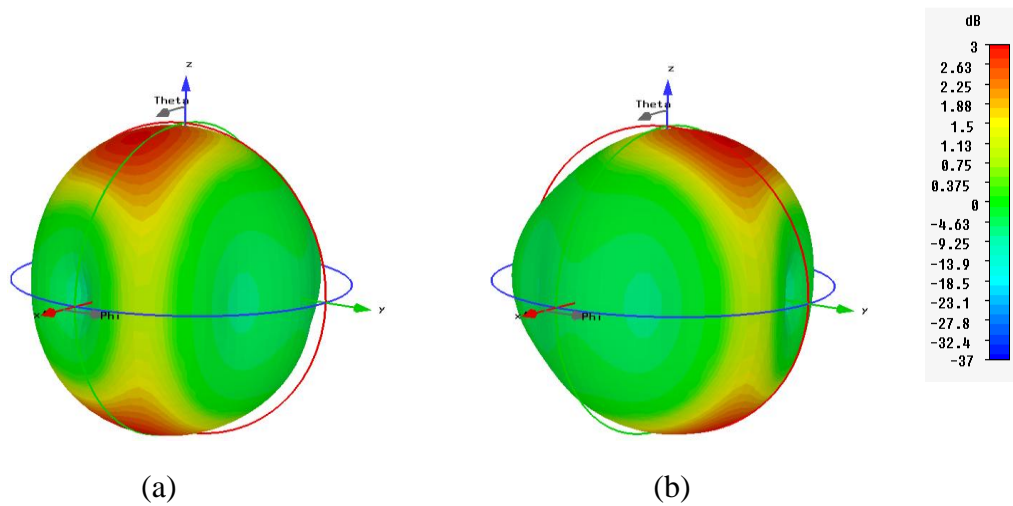 z
Theta
x
Phi
y
(a)
z
Theta
x
Phi
y
(b)
dB
3
2.63
2.25
1.88
1.5
1.13
0.75
0.375
0
-4.63
-9.25
-13.9
-18.5
-23.1
-27.8
-32.4
-37